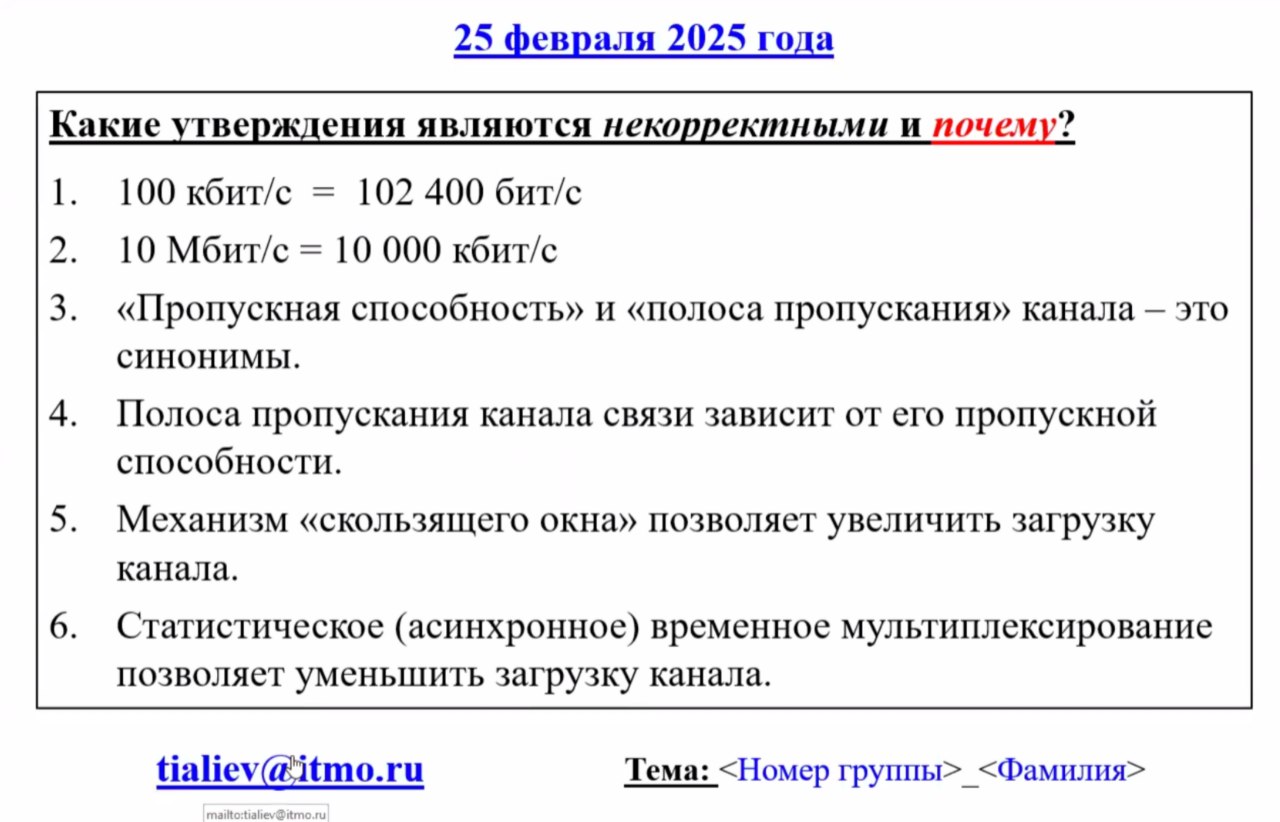 25 февраля 2025 года
Какие утверждения являются некорректными и почему?
1. 100 кбит/с = 102 400 бит/с
2. 10 Мбит/с = 10 000 кбит/с
3. «Пропускная способность» и «полоса пропускания» канала – это
синонимы.
4. Полоса пропускания канала связи зависит от его пропускной
способности.
5. Механизм «скользящего окна» позволяет увеличить загрузку
канала.
6. Статистическое (асинхронное) временное мультиплексирование
позволяет уменьшить загрузку канала.
tialiev@itmo.ru Тема: <Номер группы>_<Фамилия>
mailto:tialiev@itmo.ru